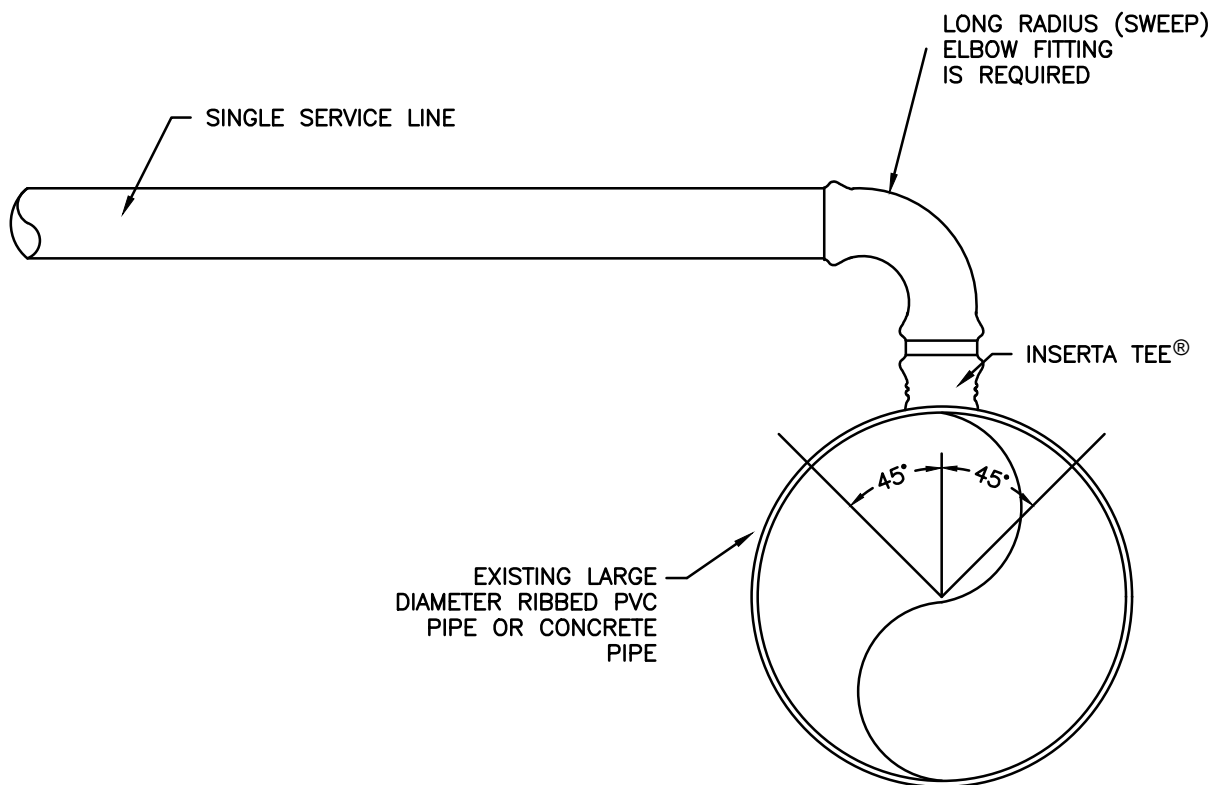 LONG RADIUS (SWEEP)
ELBOW FITTING
IS REQUIRED
SINGLE SERVICE LINE
INSERTA TEE®
45°
45°
EXISTING LARGE
DIAMETER RIBBED PVC
PIPE OR CONCRETE
PIPE